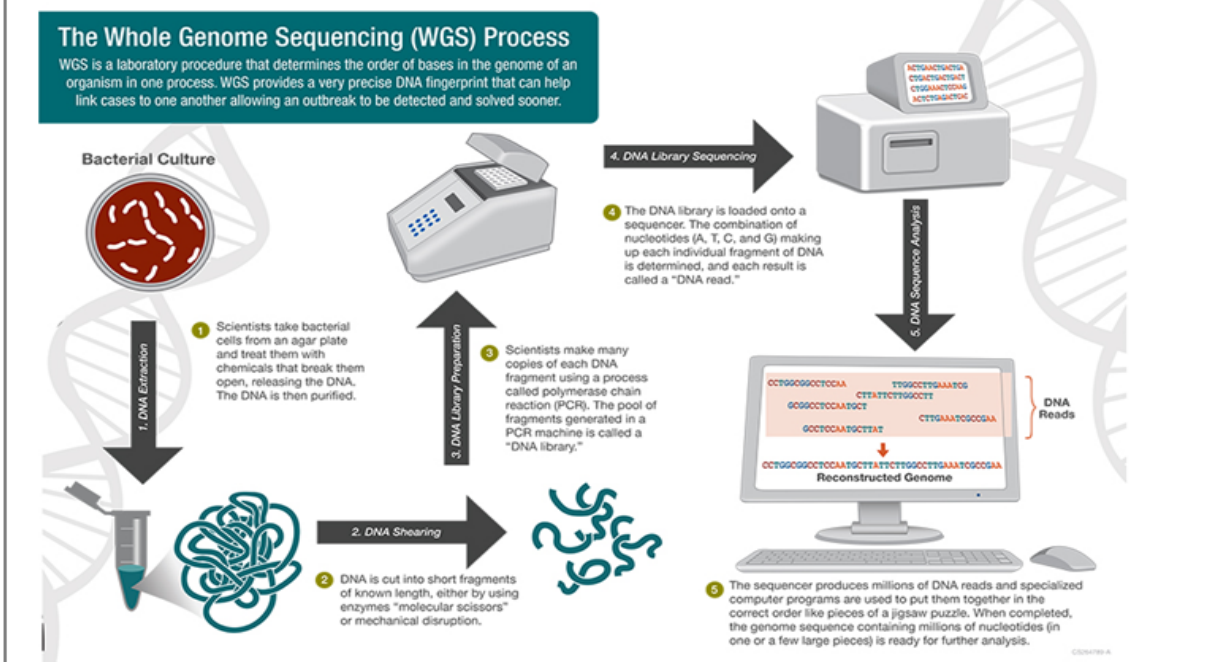 The Whole Genome Sequencing (WGS) Process
WGS is a laboratory procedure that determines the order of bases in the genome of an
organism in one process. WGS provides a very precise DNA fingerprint that can help
link cases to one another allowing an outbreak to be detected and solved sooner.
Bacterial Culture
1. DNA Extraction
1 Scientists take bacterial
cells from an agar plate
and treat them with
chemicals that break them
open, releasing the DNA.
The DNA is then purified.
2. DNA Shearing
2 DNA is cut into short fragments
of known length, either by using
enzymes “molecular scissors”
or mechanical disruption.
3. DNA Library Preparation
3 Scientists make many
copies of each DNA
fragment using a process
called polymerase chain
reaction (PCR). The pool of
fragments generated in a
PCR machine is called a
“DNA library.”
4. DNA Library Sequencing
4 The DNA library is loaded onto a
sequencer. The combination of
nucleotides (A, T, C, and G) making
up each individual fragment of DNA
is determined, and each result is
called a “DNA read.”
ACTGAACTGACTGA
CTGACTGACTGACT
5. DNA Sequence Analysis
CCTGGCGGCCTCCAA
TTGGCCTTGAAATCG
CTTATTCTTGGCCTT
GCGGCCTCCAATGCT
CTTGAAATCGCCGAA
GCCTCCAATGCTTAT
DNA
Reads
CCTGGCGGCCTCCAATGCTTATTCTTGGCCTTGAAATCGCCGAA
Reconstructed Genome
5 The sequencer produces millions of DNA reads and specialized
computer programs are used to put them together in the
correct order like pieces of a jigsaw puzzle. When completed,
the genome sequence containing millions of nucleotides (in
one or a few large pieces) is ready for further analysis.